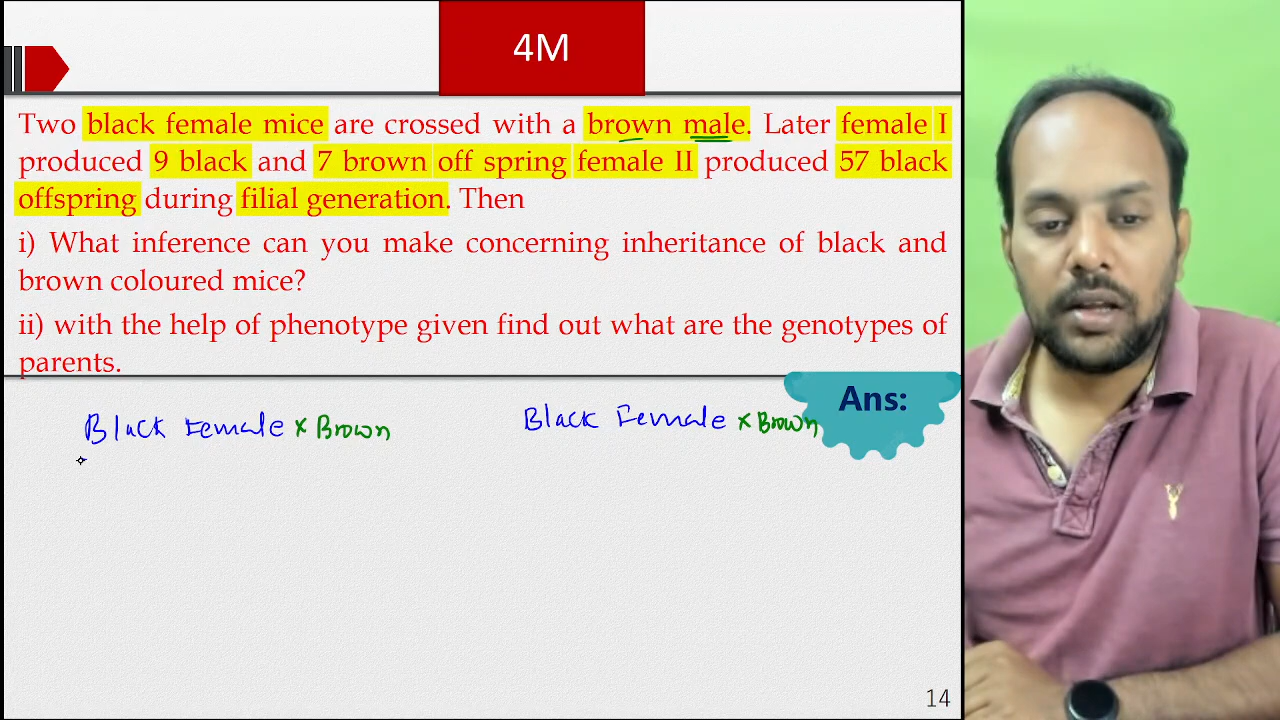 4M
Two black female mice are crossed with a brown male. Later female I
produced 9 black and 7 brown off spring female II produced 57 black
offspring during filial generation. Then
i) What inference can you make concerning inheritance of black and
brown coloured mice?
ii) with the help of phenotype given find out what are the genotypes of
parents.
Ans:
Black Female × Brown
Black Female × Brown
14